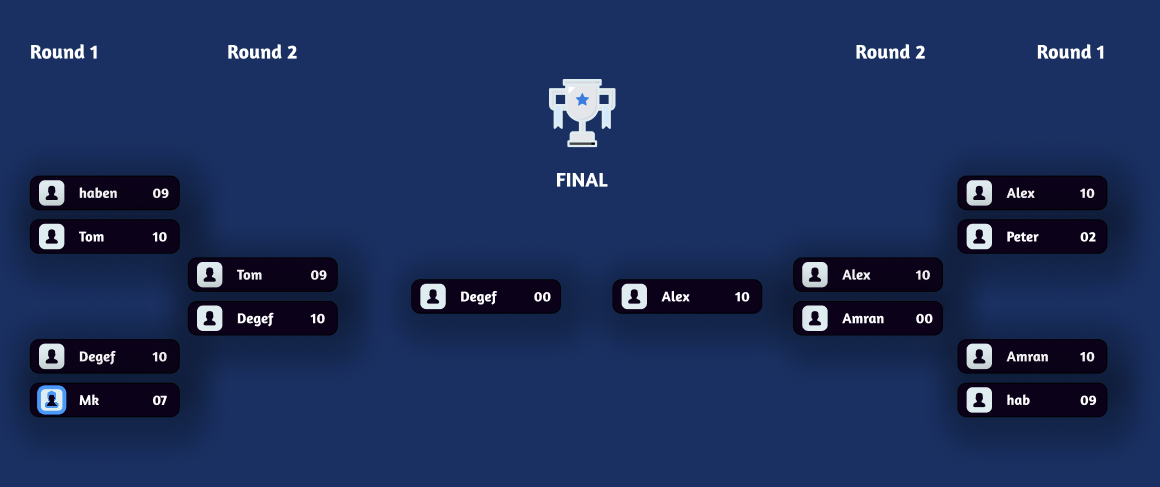 Round 1
Round 2
Round 2
Round 1
FINAL
haben 09
Tom 10
Degef 10
Mk 07
Tom 09
Degef 10
Degef 00
Alex 10
Alex 10
Amran 00
Alex 10
Peter 02
Amran 10
hab 09